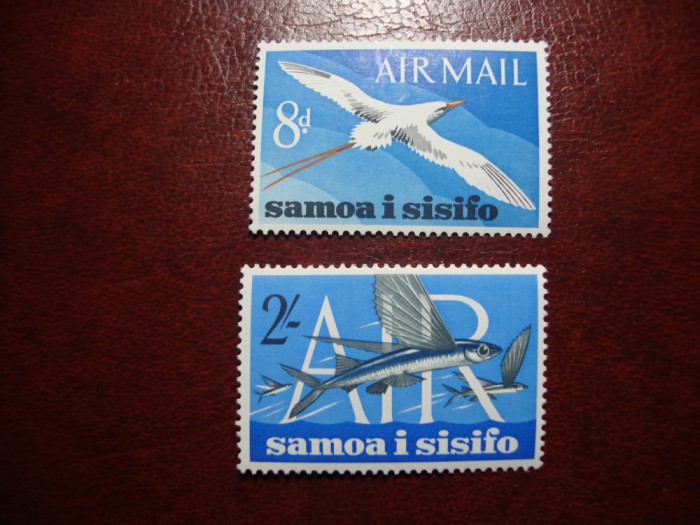 AIR MAIL
8d.
samoa i sisifo
2/-
AIR
samoa i sisifo